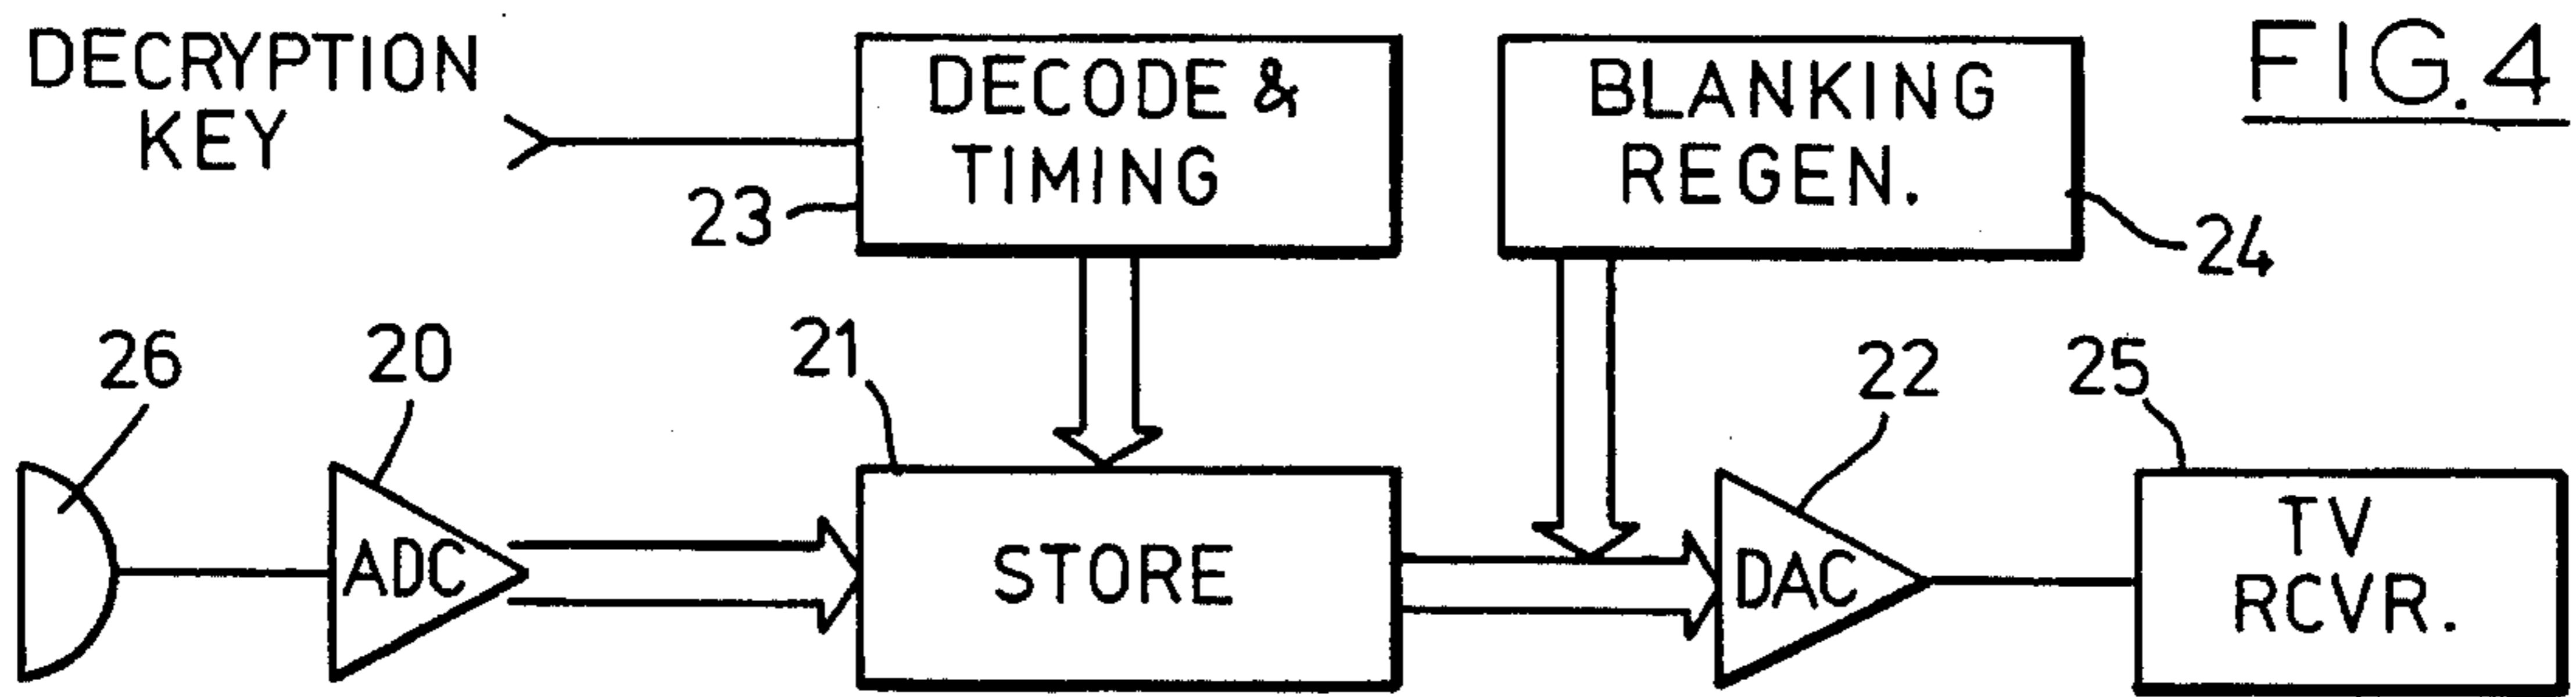 DECRYPTION
KEY
DECODE &
TIMING
BLANKING
REGEN.
FIG.4
23
24
26
20
21
22
25
ADC
STORE
DAC
TV
RCVR.